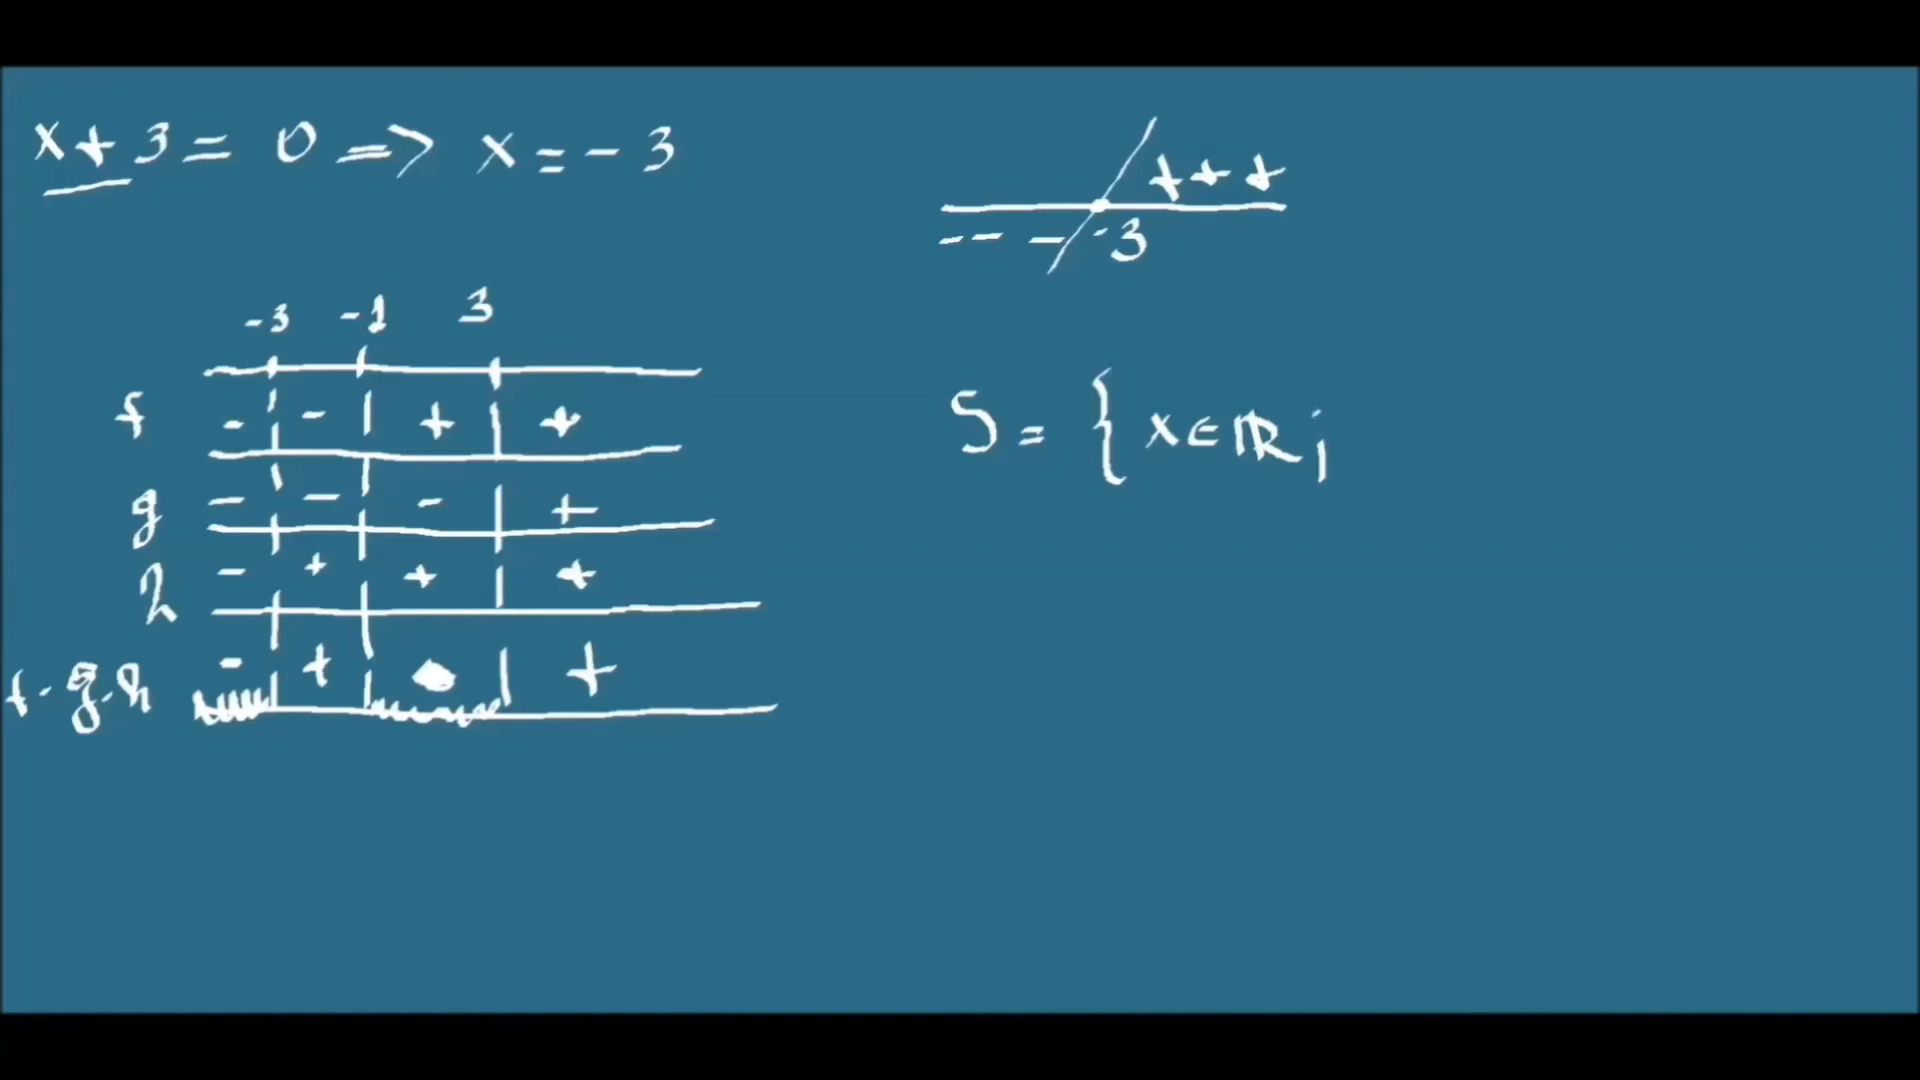 x+3=0 => x=-3
+++
--- -3
-3 -1 3
f - - + +
g - - - +
h - + + +
f·g·h - + +
S = { x∈ℝ;